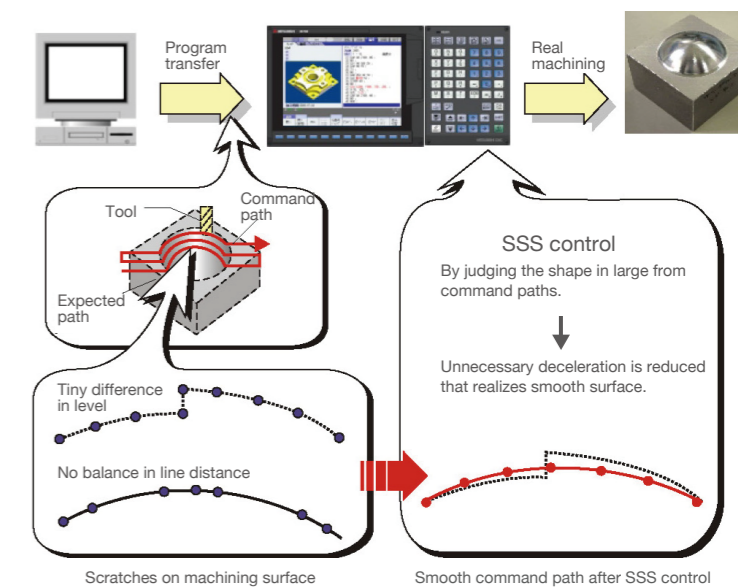 Program
transfer
Real
machining
Tool
Command
path
Expected
path
SSS control
By judging the shape in large from
command paths.
Unnecessary deceleration is reduced
that realizes smooth surface.
Tiny difference
in level
No balance in line distance
Scratches on machining surface
Smooth command path after SSS control